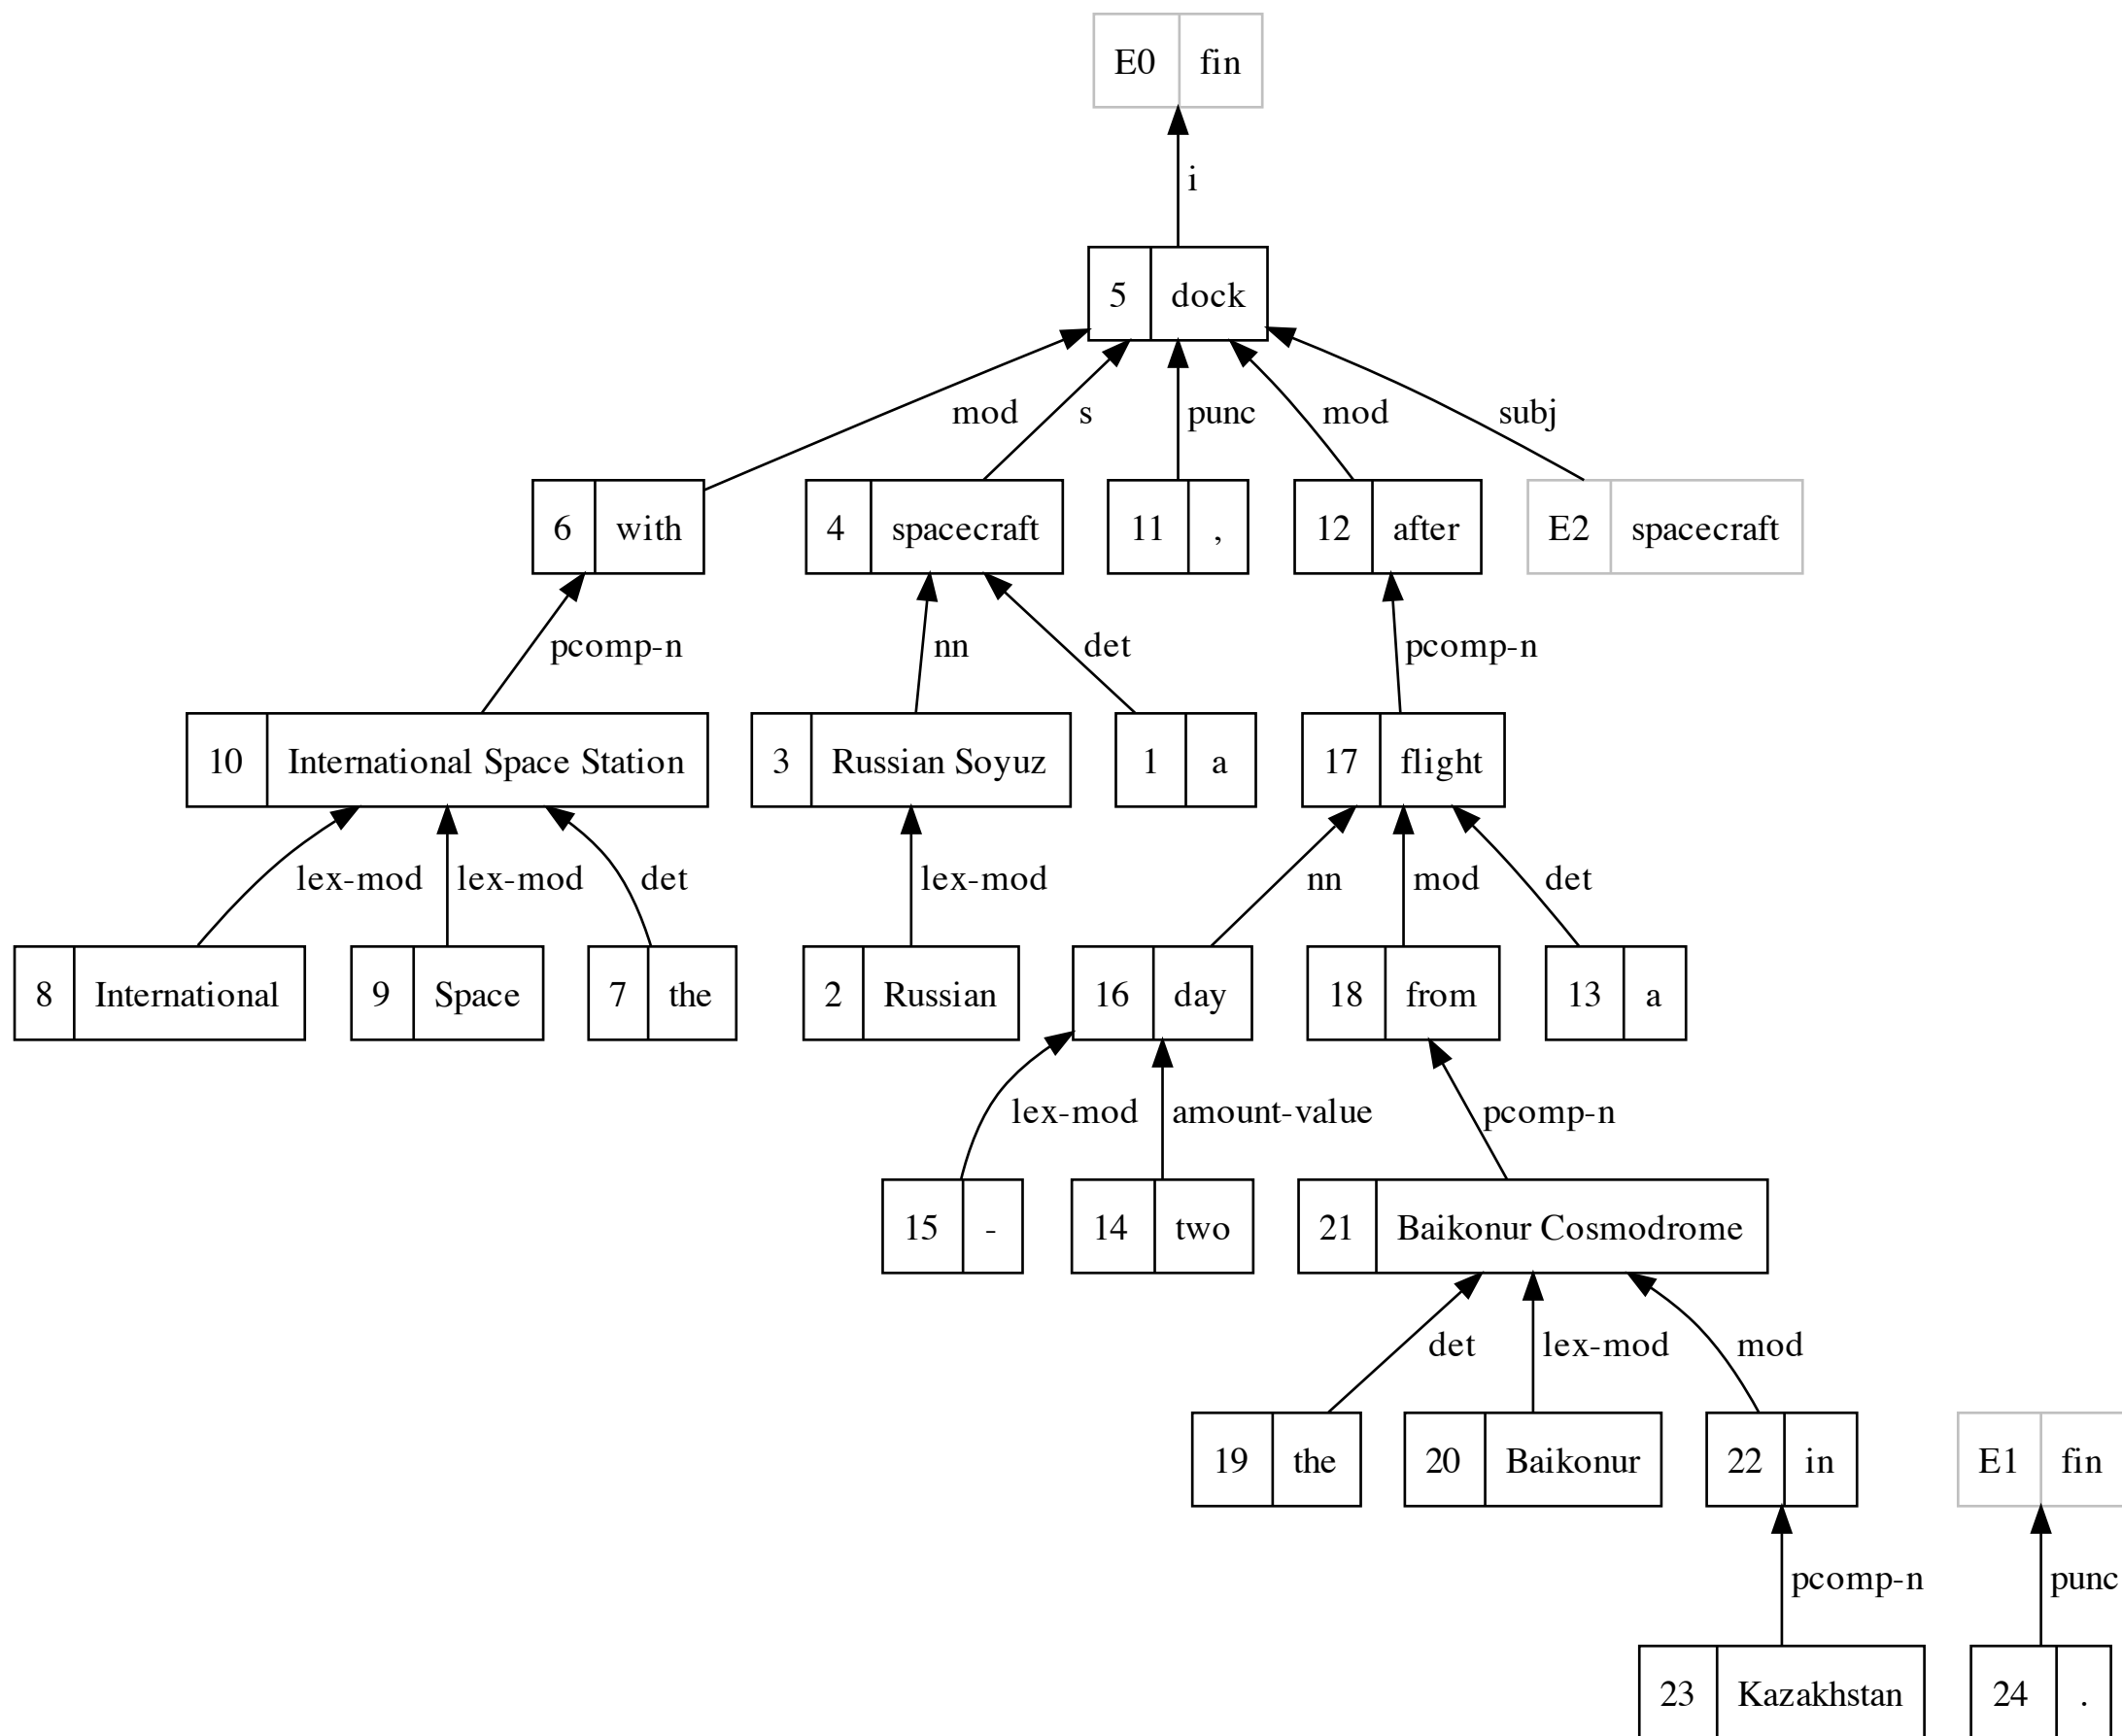 E0 fin
i
5 dock
mod s punc mod subj
6 with 4 spacecraft 11 , 12 after E2 spacecraft
pcomp-n nn det pcomp-n
10 International Space Station 3 Russian Soyuz 1 a 17 flight
lex-mod lex-mod det lex-mod nn mod det
8 International 9 Space 7 the 2 Russian 16 day 18 from 13 a
lex-mod amount-value pcomp-n
15 - 14 two 21 Baikonur Cosmodrome
det lex-mod mod
19 the 20 Baikonur 22 in E1 fin
pcomp-n punc
23 Kazakhstan 24 .